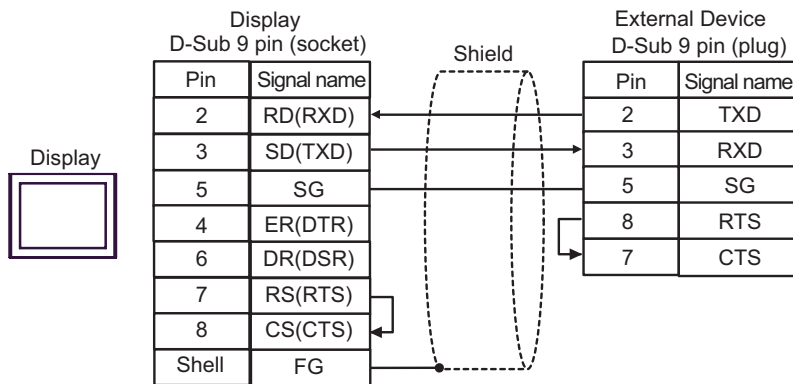 Display
D-Sub 9 pin (socket)
Pin Signal name
2 RD(RXD)
3 SD(TXD)
5 SG
4 ER(DTR)
6 DR(DSR)
7 RS(RTS)
8 CS(CTS)
Shell FG
Display
Shield
External Device
D-Sub 9 pin (plug)
Pin Signal name
2 TXD
3 RXD
5 SG
8 RTS
7 CTS